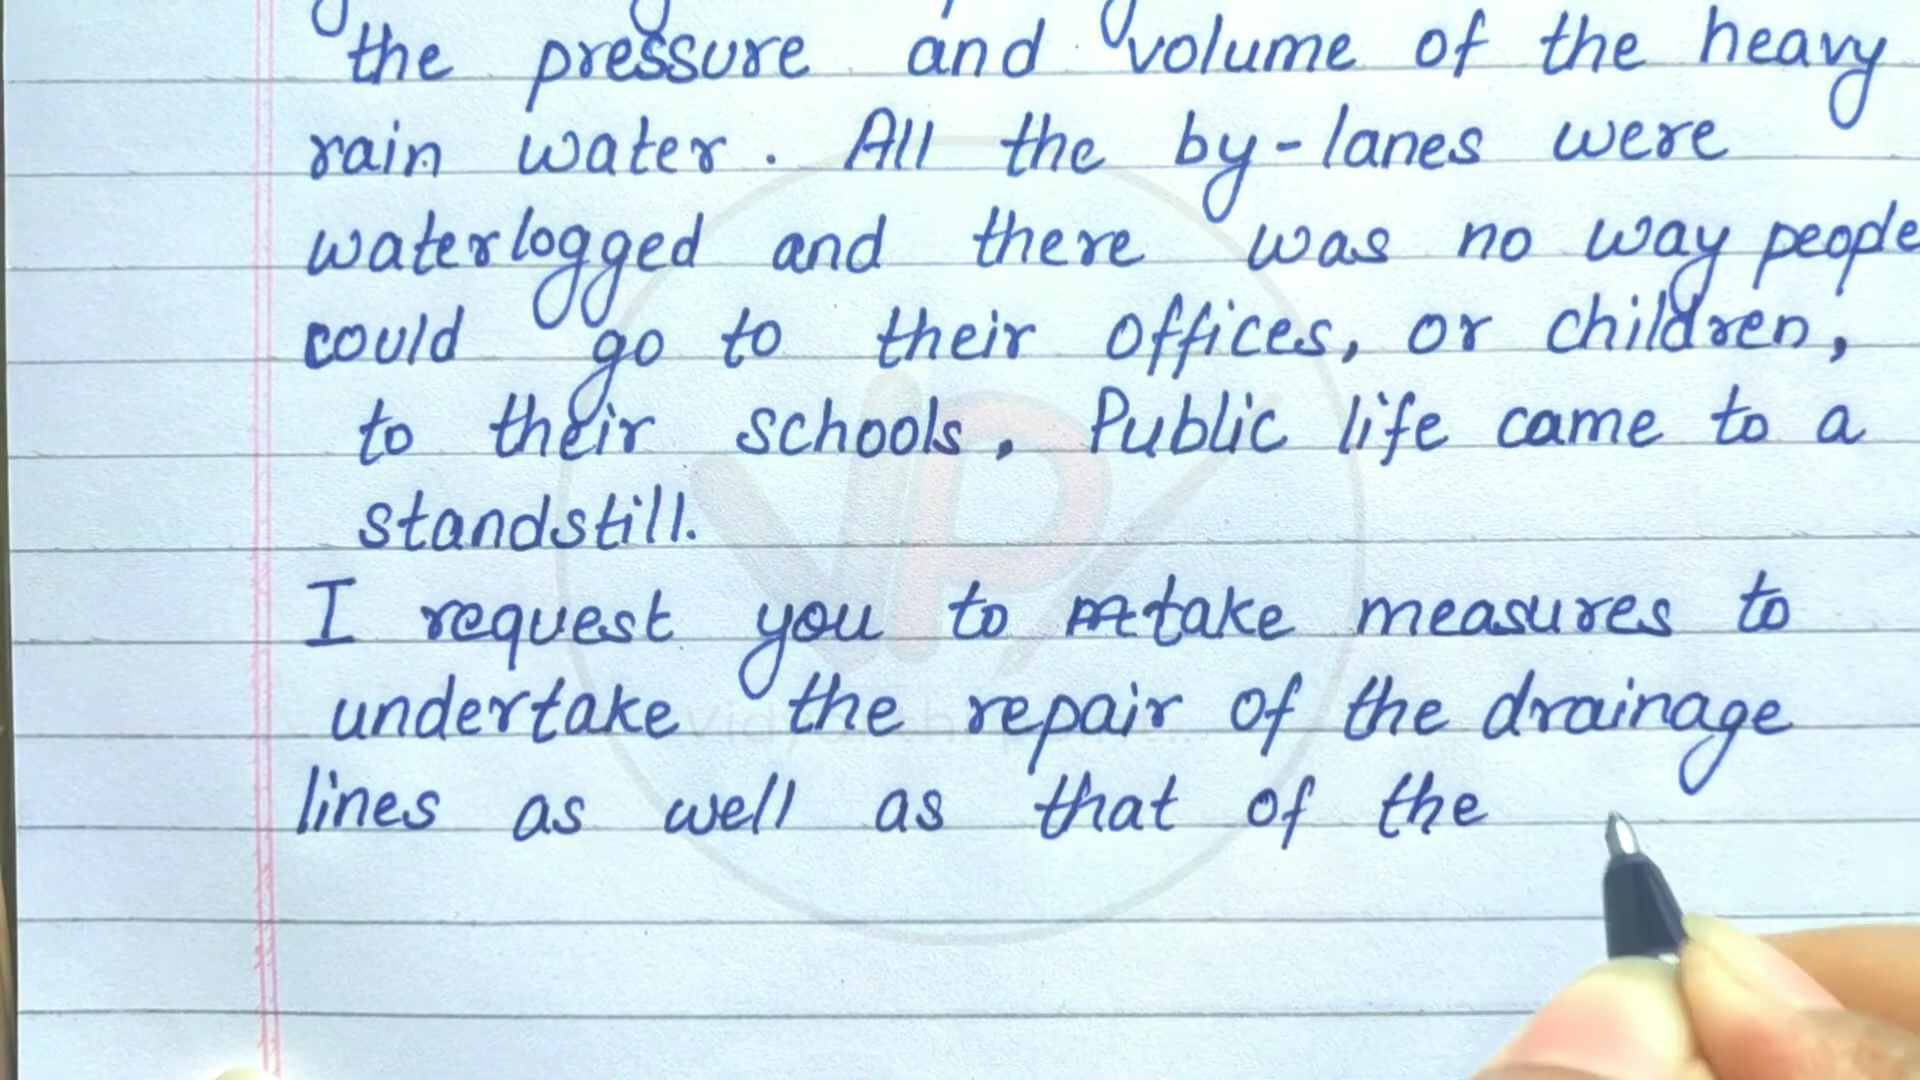 the pressure and volume of the heavy
rain water. All the by-lanes were
waterlogged and there was no way people
could go to their offices, or children,
to their schools. Public life came to a
standstill.
I request you to take measures to
undertake the repair of the drainage
lines as well as that of the
VP